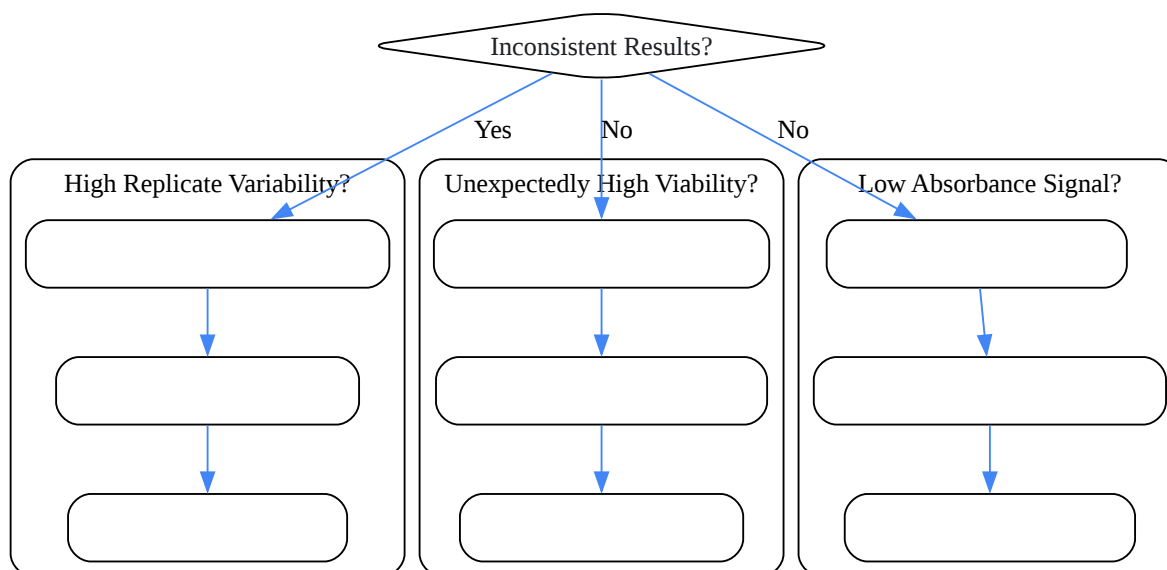 Inconsistent Results?
Yes
No
No
High Replicate Variability?
Unexpectedly High Viability?
Low Absorbance Signal?